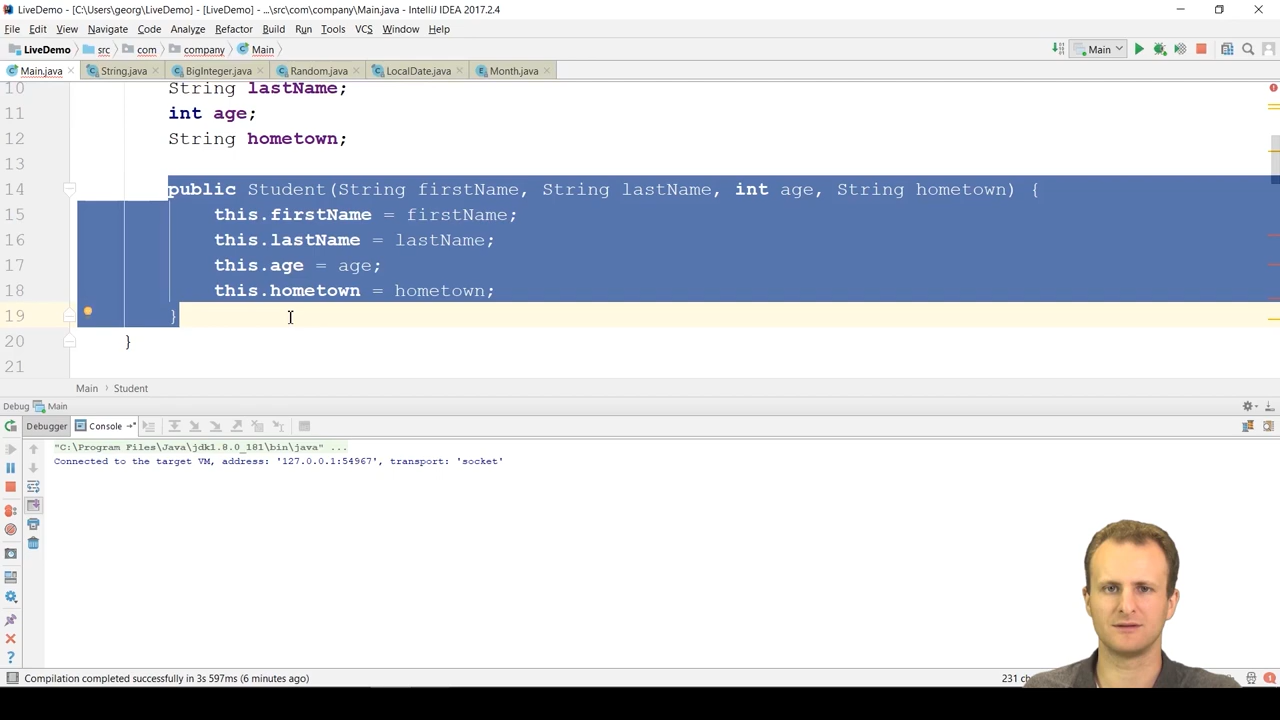 LiveDemo - [C:\Users\georg\LiveDemo] - [LiveDemo] - ...\src\com\company\Main.java - IntelliJ IDEA 2017.2.4
File Edit View Navigate Code Analyze Refactor Build Run Tools VCS Window Help
LiveDemo src com company Main Main
Main.java String.java BigInteger.java Random.java LocalDate.java Month.java
10 String lastName;
11 int age;
12 String hometown;
13
14 public Student(String firstName, String lastName, int age, String hometown) {
15 this.firstName = firstName;
16 this.lastName = lastName;
17 this.age = age;
18 this.hometown = hometown;
19 }
20 }
21
Main Student
Debug Main
Debugger Console
"C:\Program Files\Java\jdk1.8.0_181\bin\java" ...
Connected to the target VM, address: '127.0.0.1:54967', transport: 'socket'
Compilation completed successfully in 3s 597ms (6 minutes ago) 231